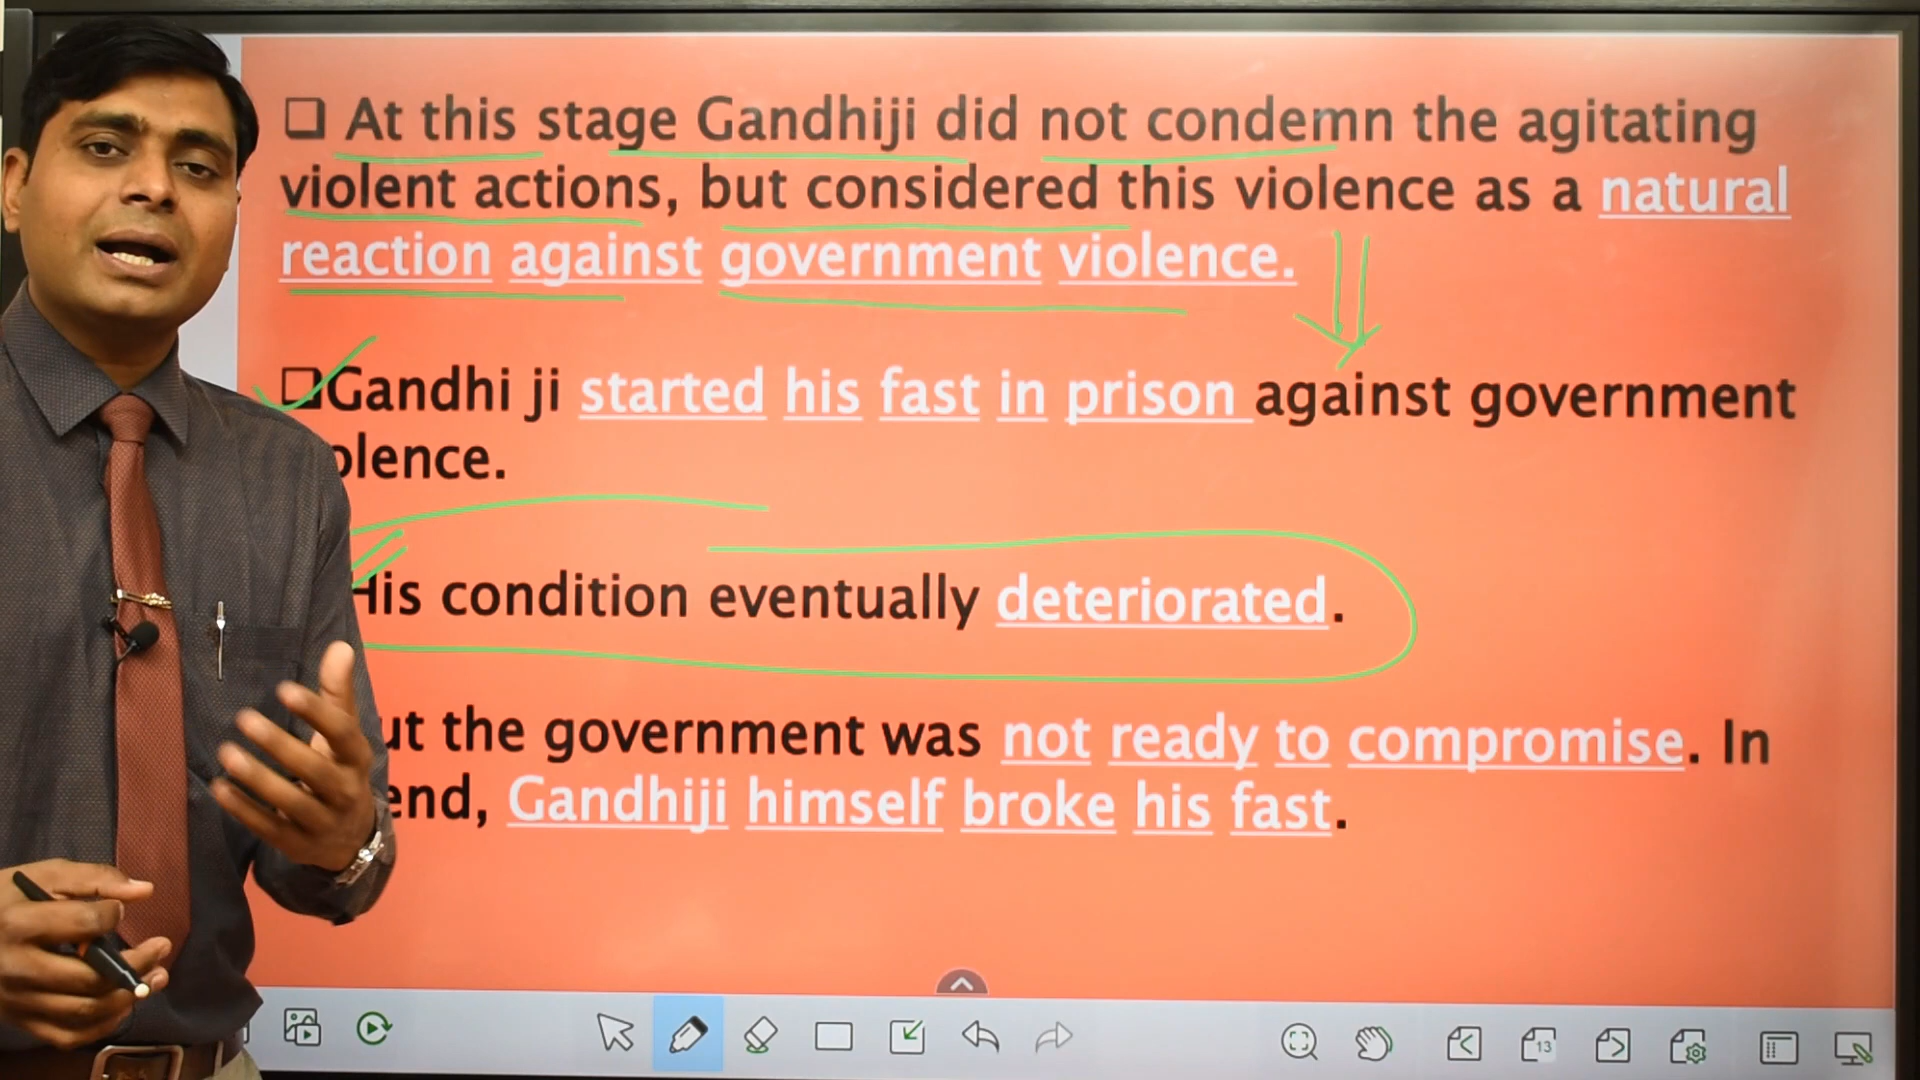 At this stage Gandhiji did not condemn the agitating
violent actions, but considered this violence as a natural
reaction against government violence.
Gandhi ji started his fast in prison against government
olence.
His condition eventually deteriorated.
ut the government was not ready to compromise. In
end, Gandhiji himself broke his fast.
13